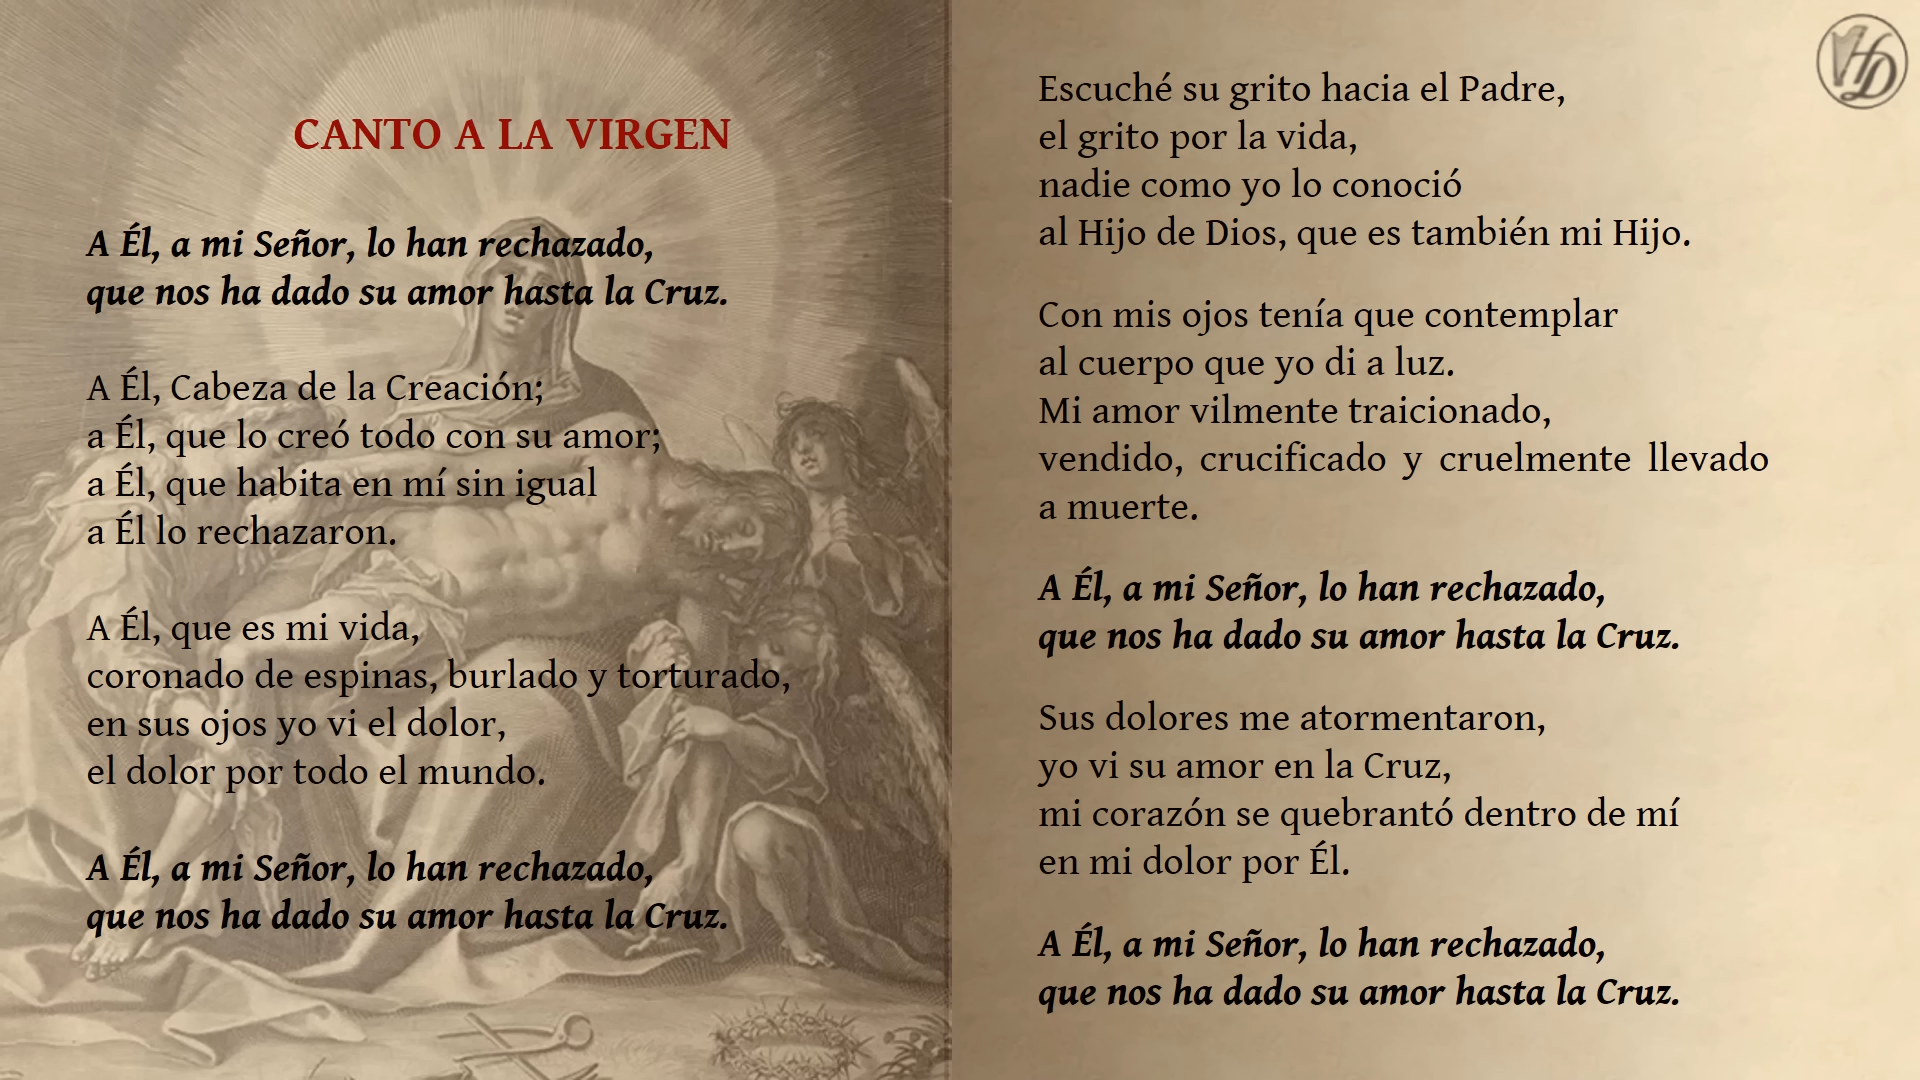 CANTO A LA VIRGEN
A Él, a mi Señor, lo han rechazado,
que nos ha dado su amor hasta la Cruz.
A Él, Cabeza de la Creación;
a Él, que lo creó todo con su amor;
a Él, que habita en mí sin igual
a Él lo rechazaron.
A Él, que es mi vida,
coronado de espinas, burlado y torturado,
en sus ojos yo vi el dolor,
el dolor por todo el mundo.
A Él, a mi Señor, lo han rechazado,
que nos ha dado su amor hasta la Cruz.
Escuché su grito hacia el Padre,
el grito por la vida,
nadie como yo lo conoció
al Hijo de Dios, que es también mi Hijo.
Con mis ojos tenía que contemplar
al cuerpo que yo di a luz.
Mi amor vilmente traicionado,
vendido, crucificado y cruelmente llevado
a muerte.
A Él, a mi Señor, lo han rechazado,
que nos ha dado su amor hasta la Cruz.
Sus dolores me atormentaron,
yo vi su amor en la Cruz,
mi corazón se quebrantó dentro de mí
en mi dolor por Él.
A Él, a mi Señor, lo han rechazado,
que nos ha dado su amor hasta la Cruz.
HD